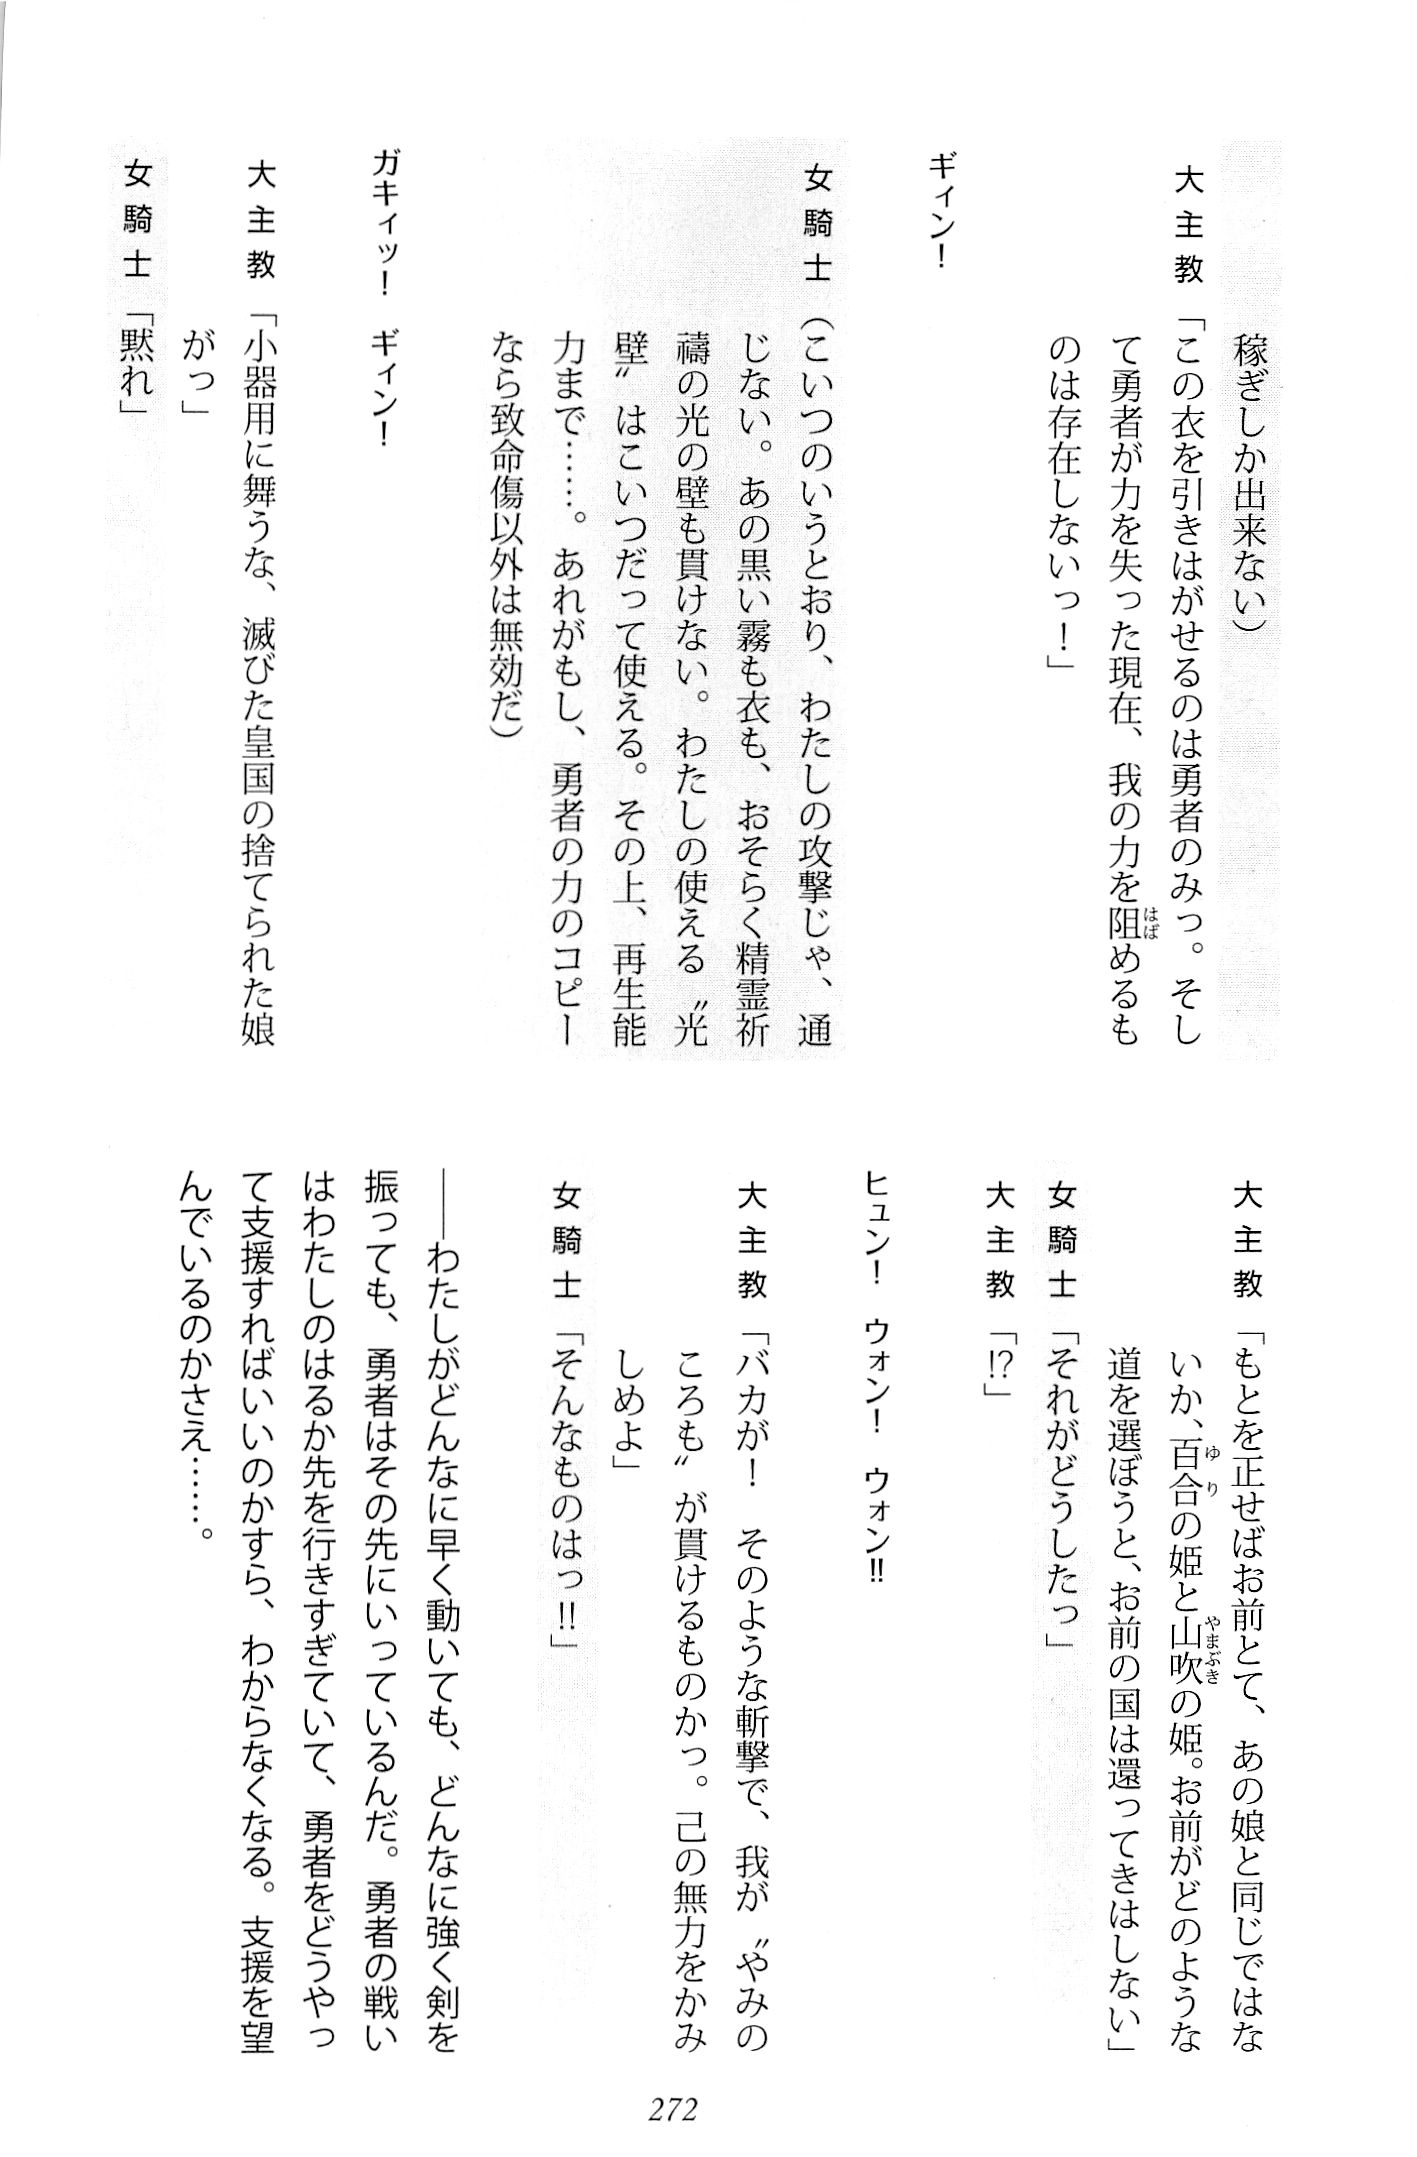 稼ぎしか出来ない）
大主教「この衣を引きはがせるのは勇者のみっ。そし
て勇者が力を失った現在、我の力を阻めるも
のは存在しないっ！」
ギィン！
女騎士（こいつのいうとおり、わたしの攻撃じゃ、通
じない。あの黒い霧も衣も、おそらく精霊祈
禱の光の壁も貫けない。わたしの使える〝光
壁〟はこいつだって使える。その上、再生能
力まで……。あれがもし、勇者の力のコピー
なら致命傷以外は無効だ）
ガキィッ！　ギィン！
大主教「小器用に舞うな、滅びた皇国の捨てられた娘
がっ」
女騎士「黙れ」
大主教「もとを正せばお前とて、あの娘と同じではな
いか、百合の姫と山吹の姫。お前がどのような
道を選ぼうと、お前の国は還ってきはしない」
女騎士「それがどうしたっ」
大主教「!?」
ヒュン！　ウォン！　ウォン!!
大主教「バカが！　そのような斬撃で、我が〝やみの
ころも〟が貫けるものかっ。己の無力をかみ
しめよ」
女騎士「そんなものはっ!!」
――わたしがどんなに早く動いても、どんなに強く剣を
振っても、勇者はその先にいっているんだ。勇者の戦い
はわたしのはるか先を行きすぎていて、勇者をどうやっ
て支援すればいいのかすら、わからなくなる。支援を望
んでいるのかさえ……。
272